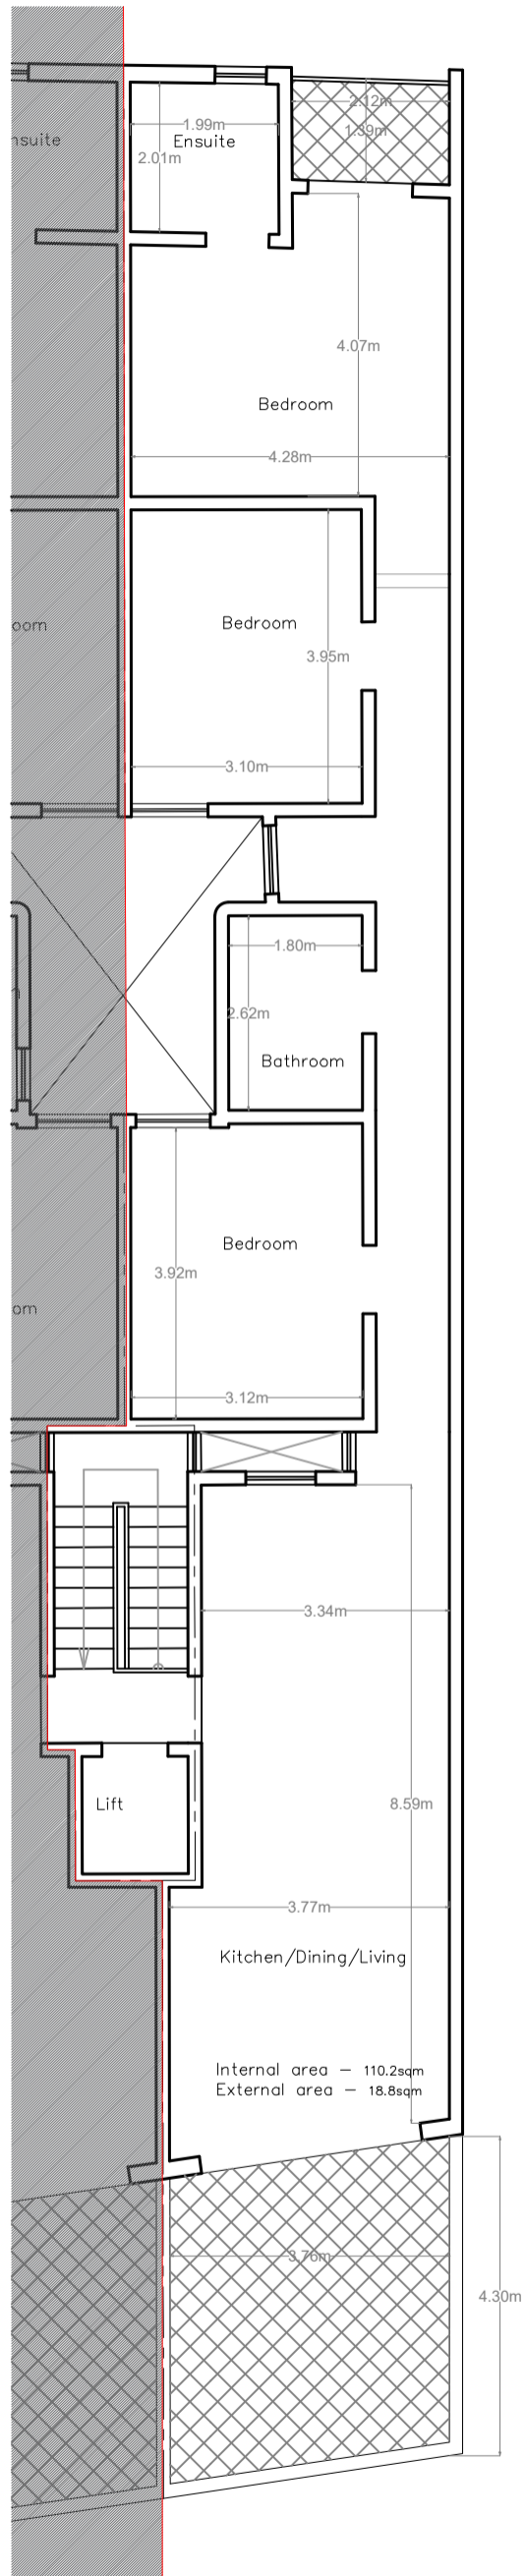 nsuite
1.99m
Ensuite
2.01m
2.12m
1.39m
4.07m
Bedroom
4.28m
oom
Bedroom
3.95m
3.10m
1.80m
2.62m
Bathroom
Bedroom
3.92m
om
3.12m
3.34m
Lift
8.59m
3.77m
Kitchen/Dining/Living
Internal area – 110.2sqm
External area – 18.8sqm
3.76m
4.30m